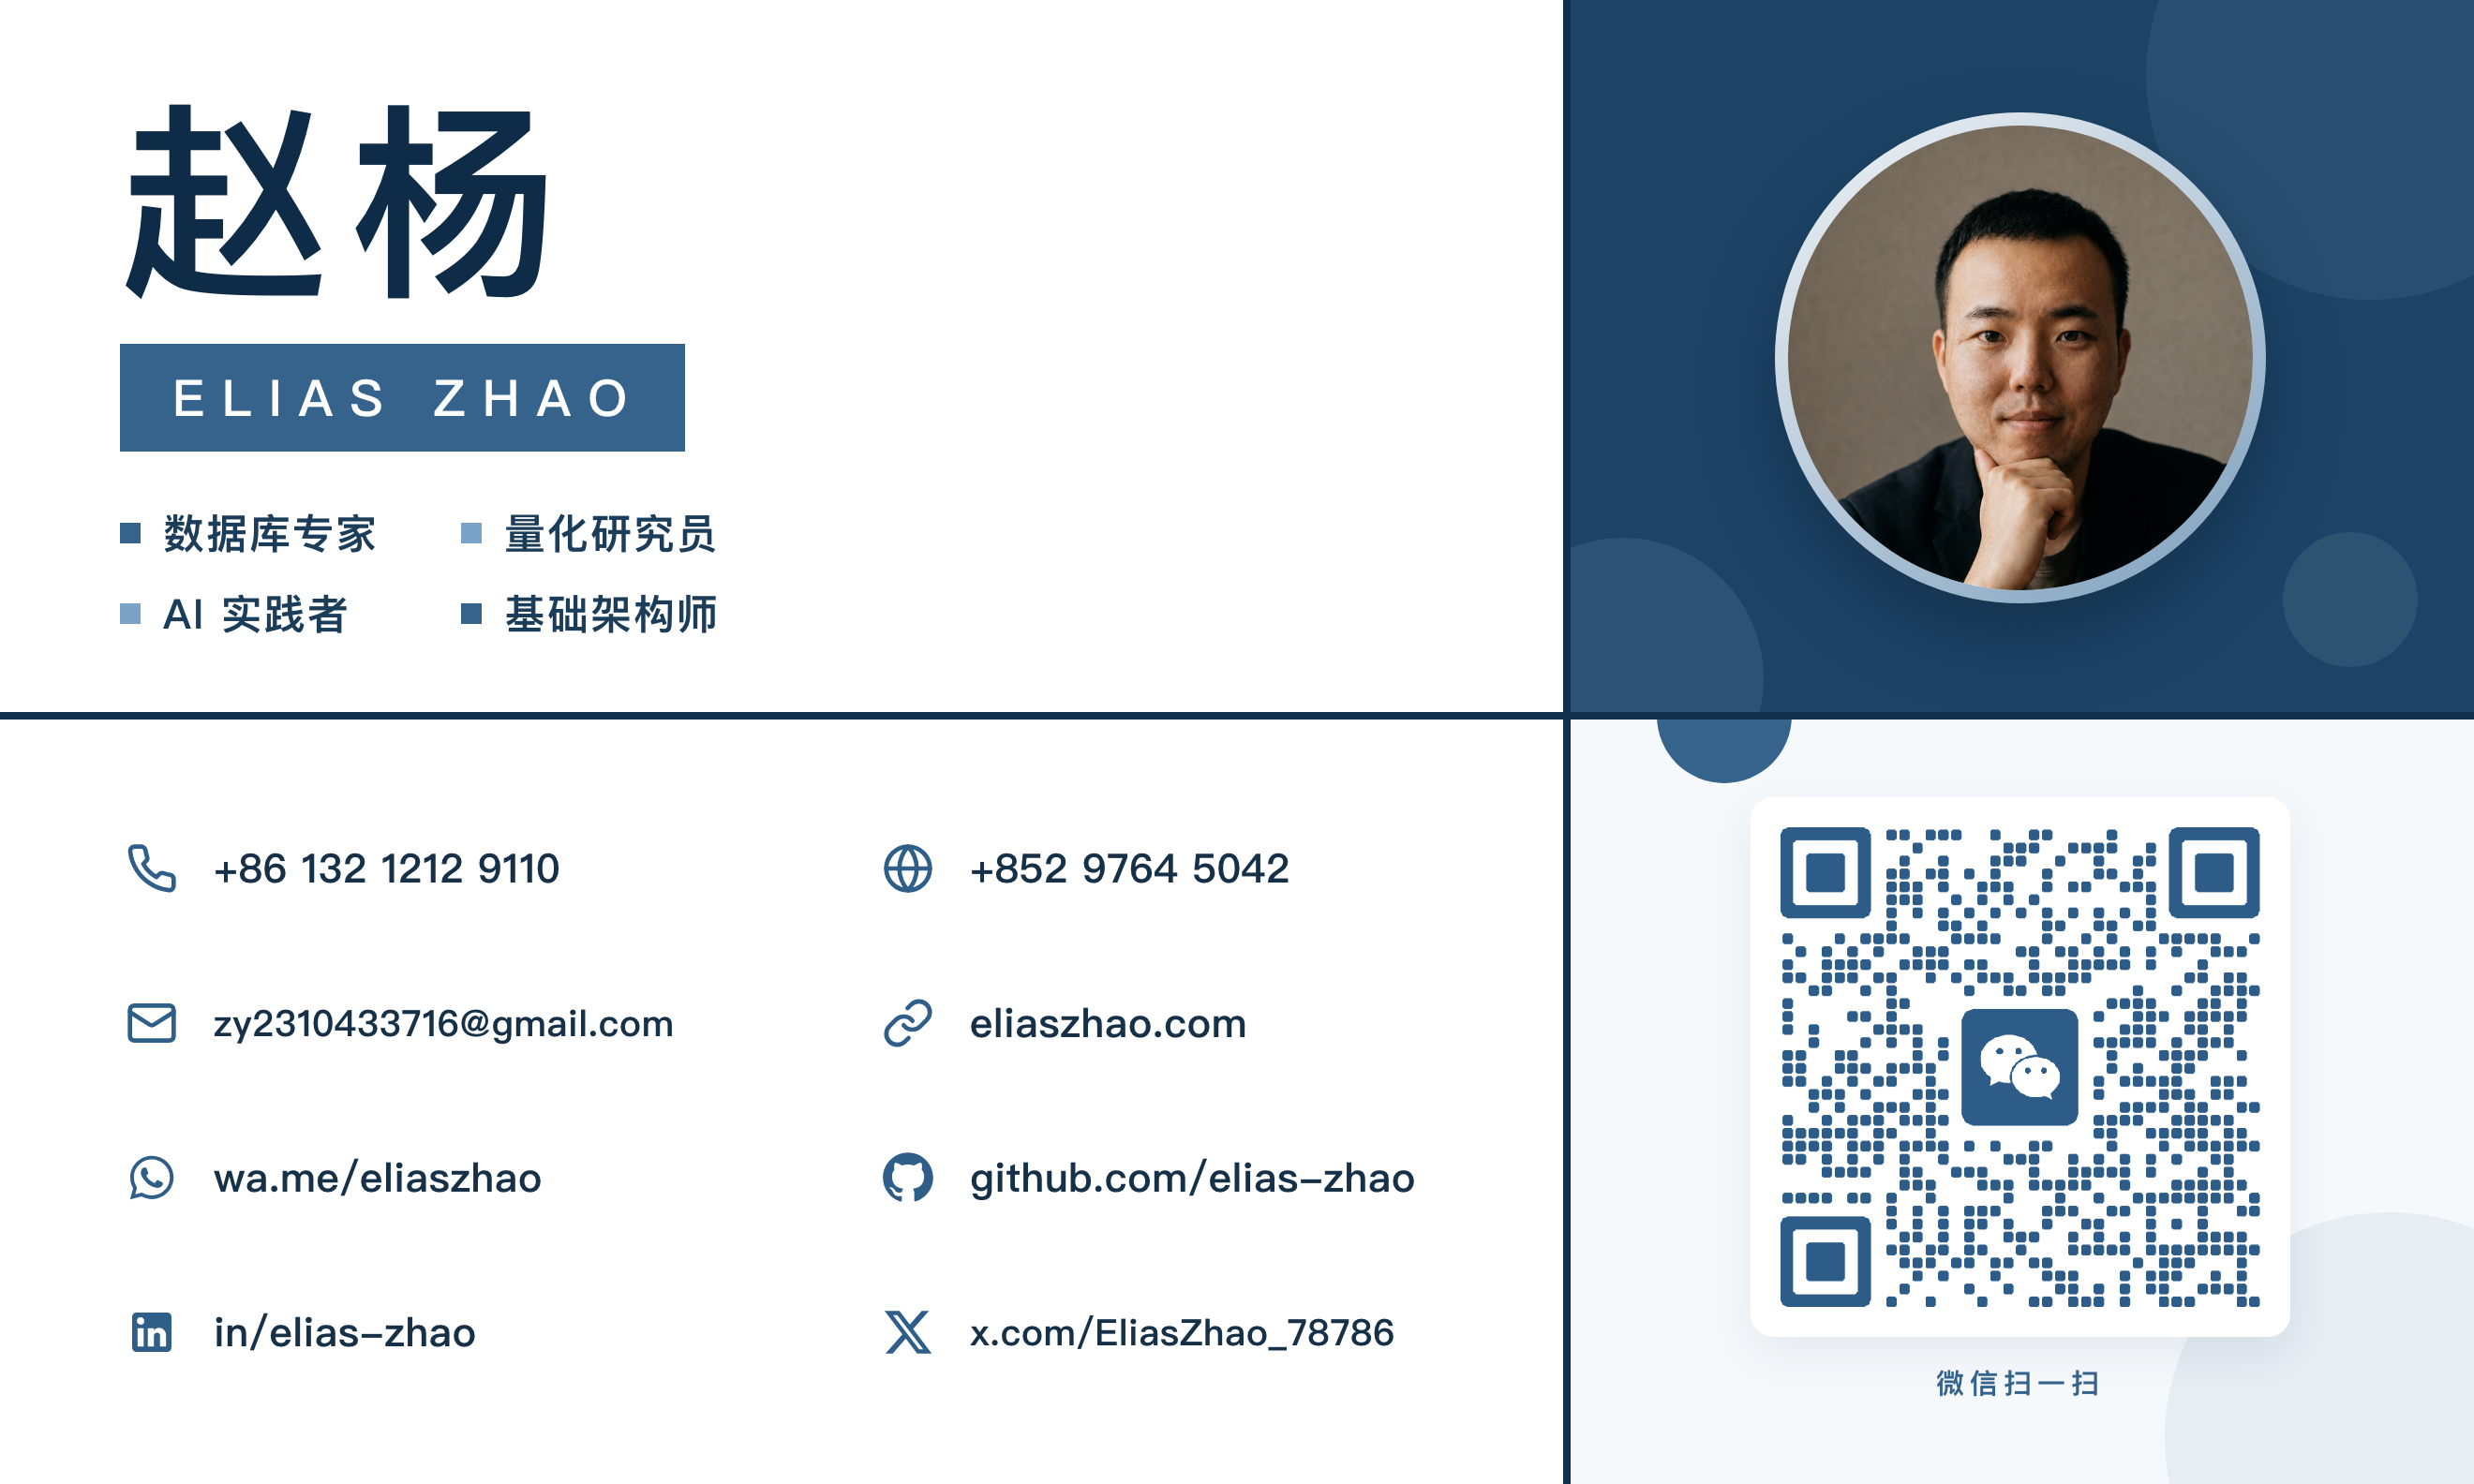 赵杨
ELIAS ZHAO
数据库专家
量化研究员
AI 实践者
基础架构师
+86 132 1212 9110
+852 9764 5042
zy2310433716@gmail.com
eliaszhao.com
wa.me/eliaszhao
github.com/elias-zhao
in/elias-zhao
x.com/EliasZhao_78786
微信扫一扫